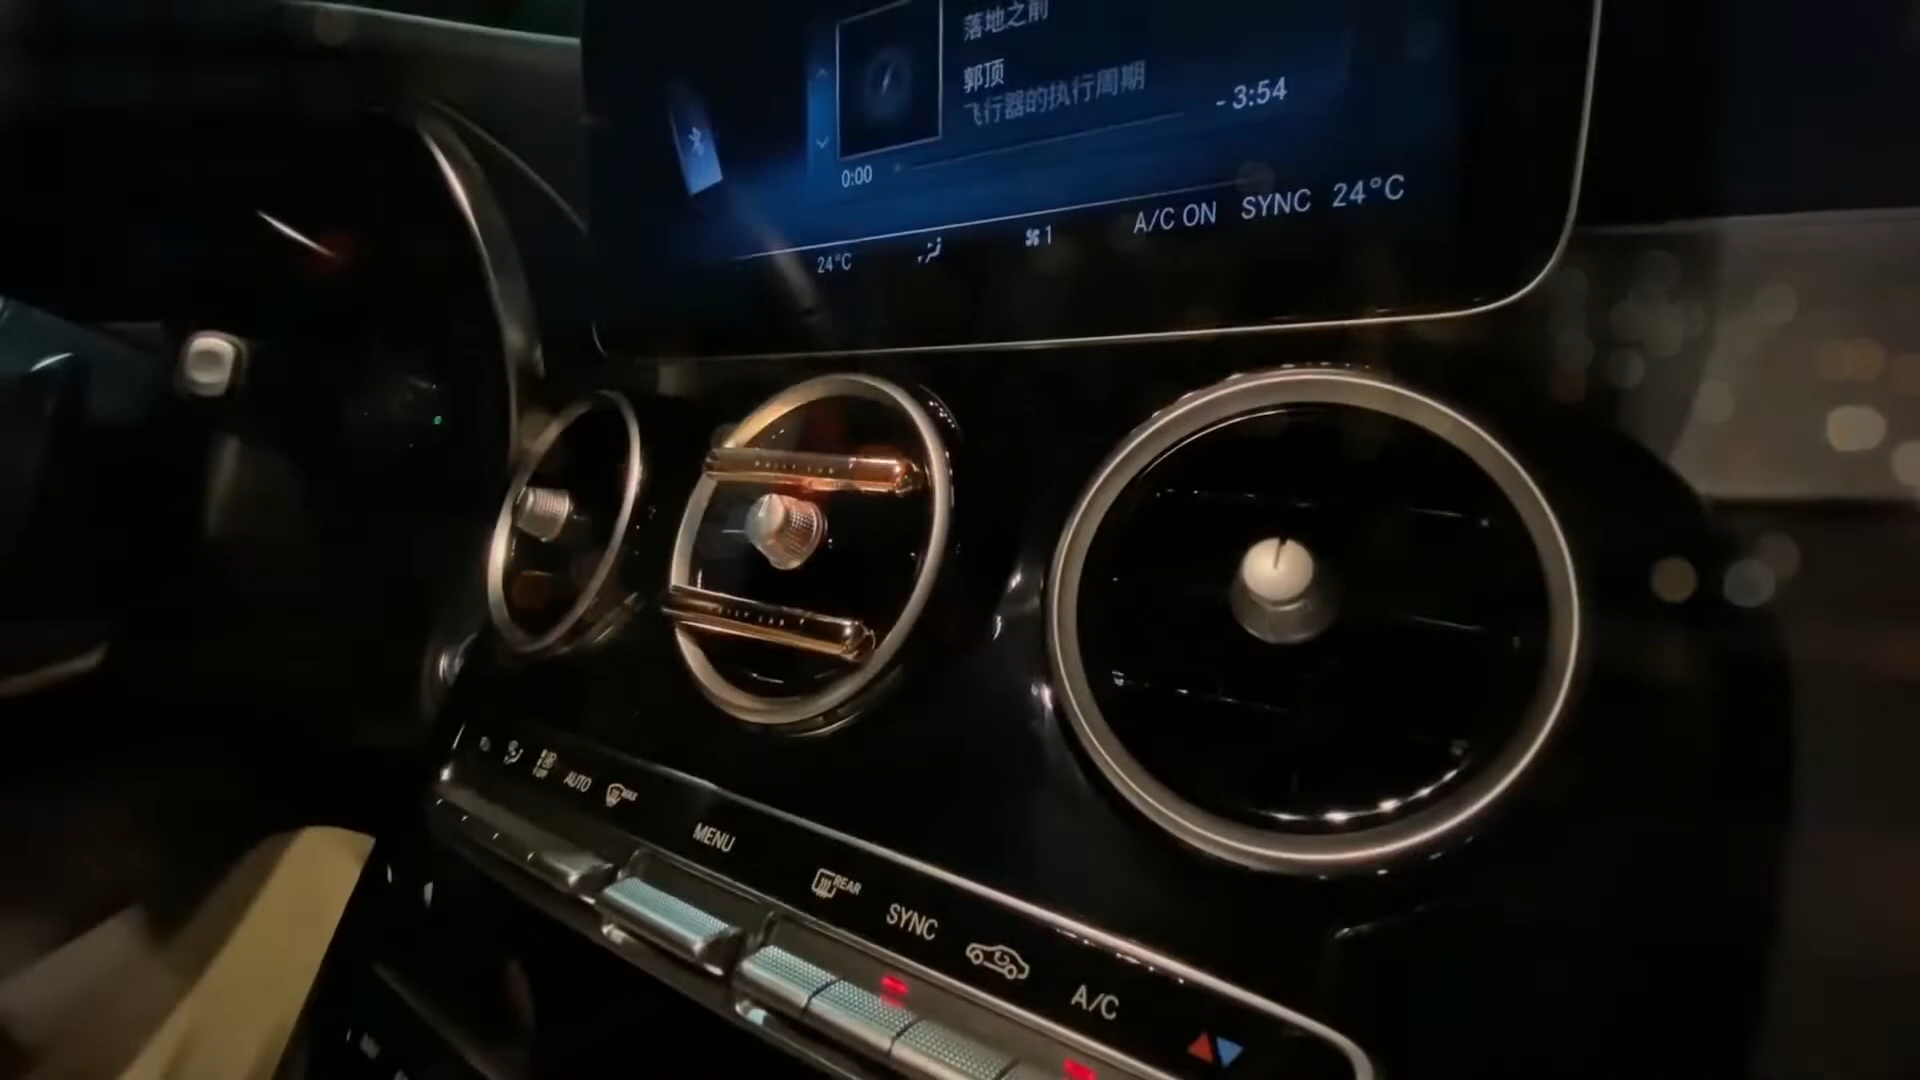 落地之前
郭顶
飞行器的执行周期
- 3:54
0:00
24°C
1
A/C ON SYNC 24°C
AUTO
MAX
MENU
REAR
SYNC
A/C